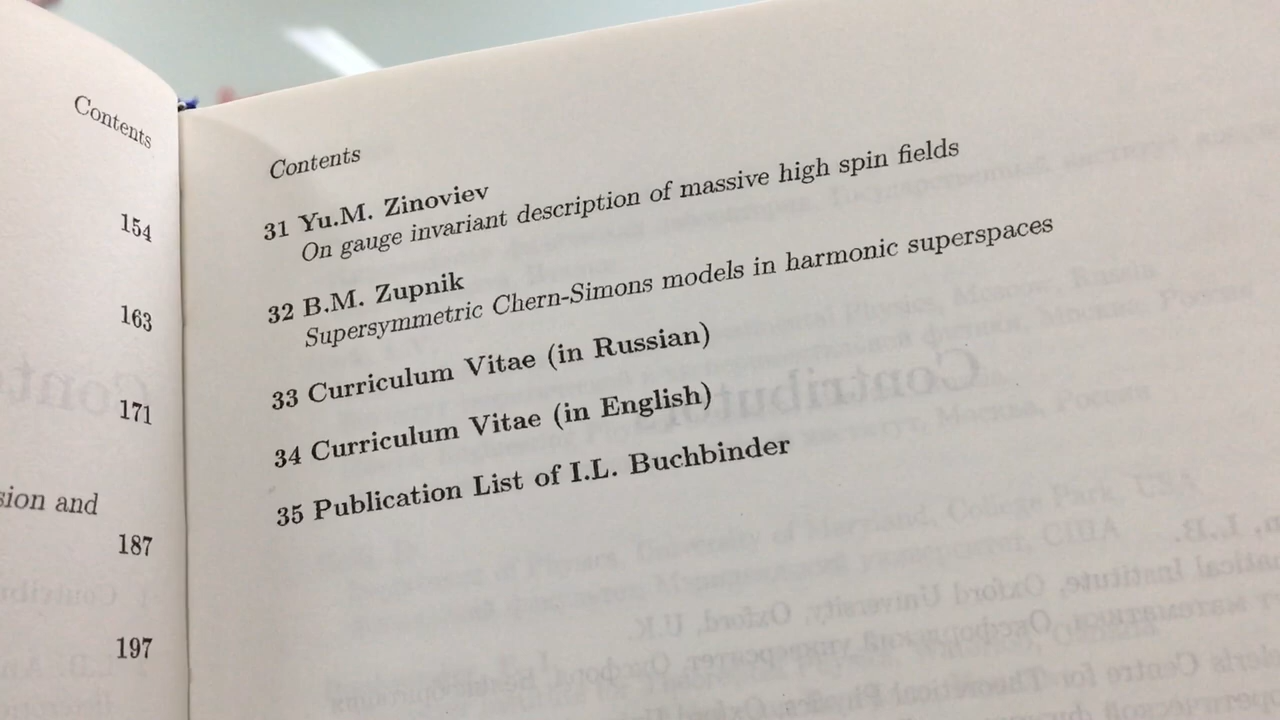 Contents
154
163
171
sion and
187
197
Contents
31 Yu.M. Zinoviev
On gauge invariant description of massive high spin fields
32 B.M. Zupnik
Supersymmetric Chern-Simons models in harmonic superspaces
33 Curriculum Vitae (in Russian)
34 Curriculum Vitae (in English)
35 Publication List of I.L. Buchbinder